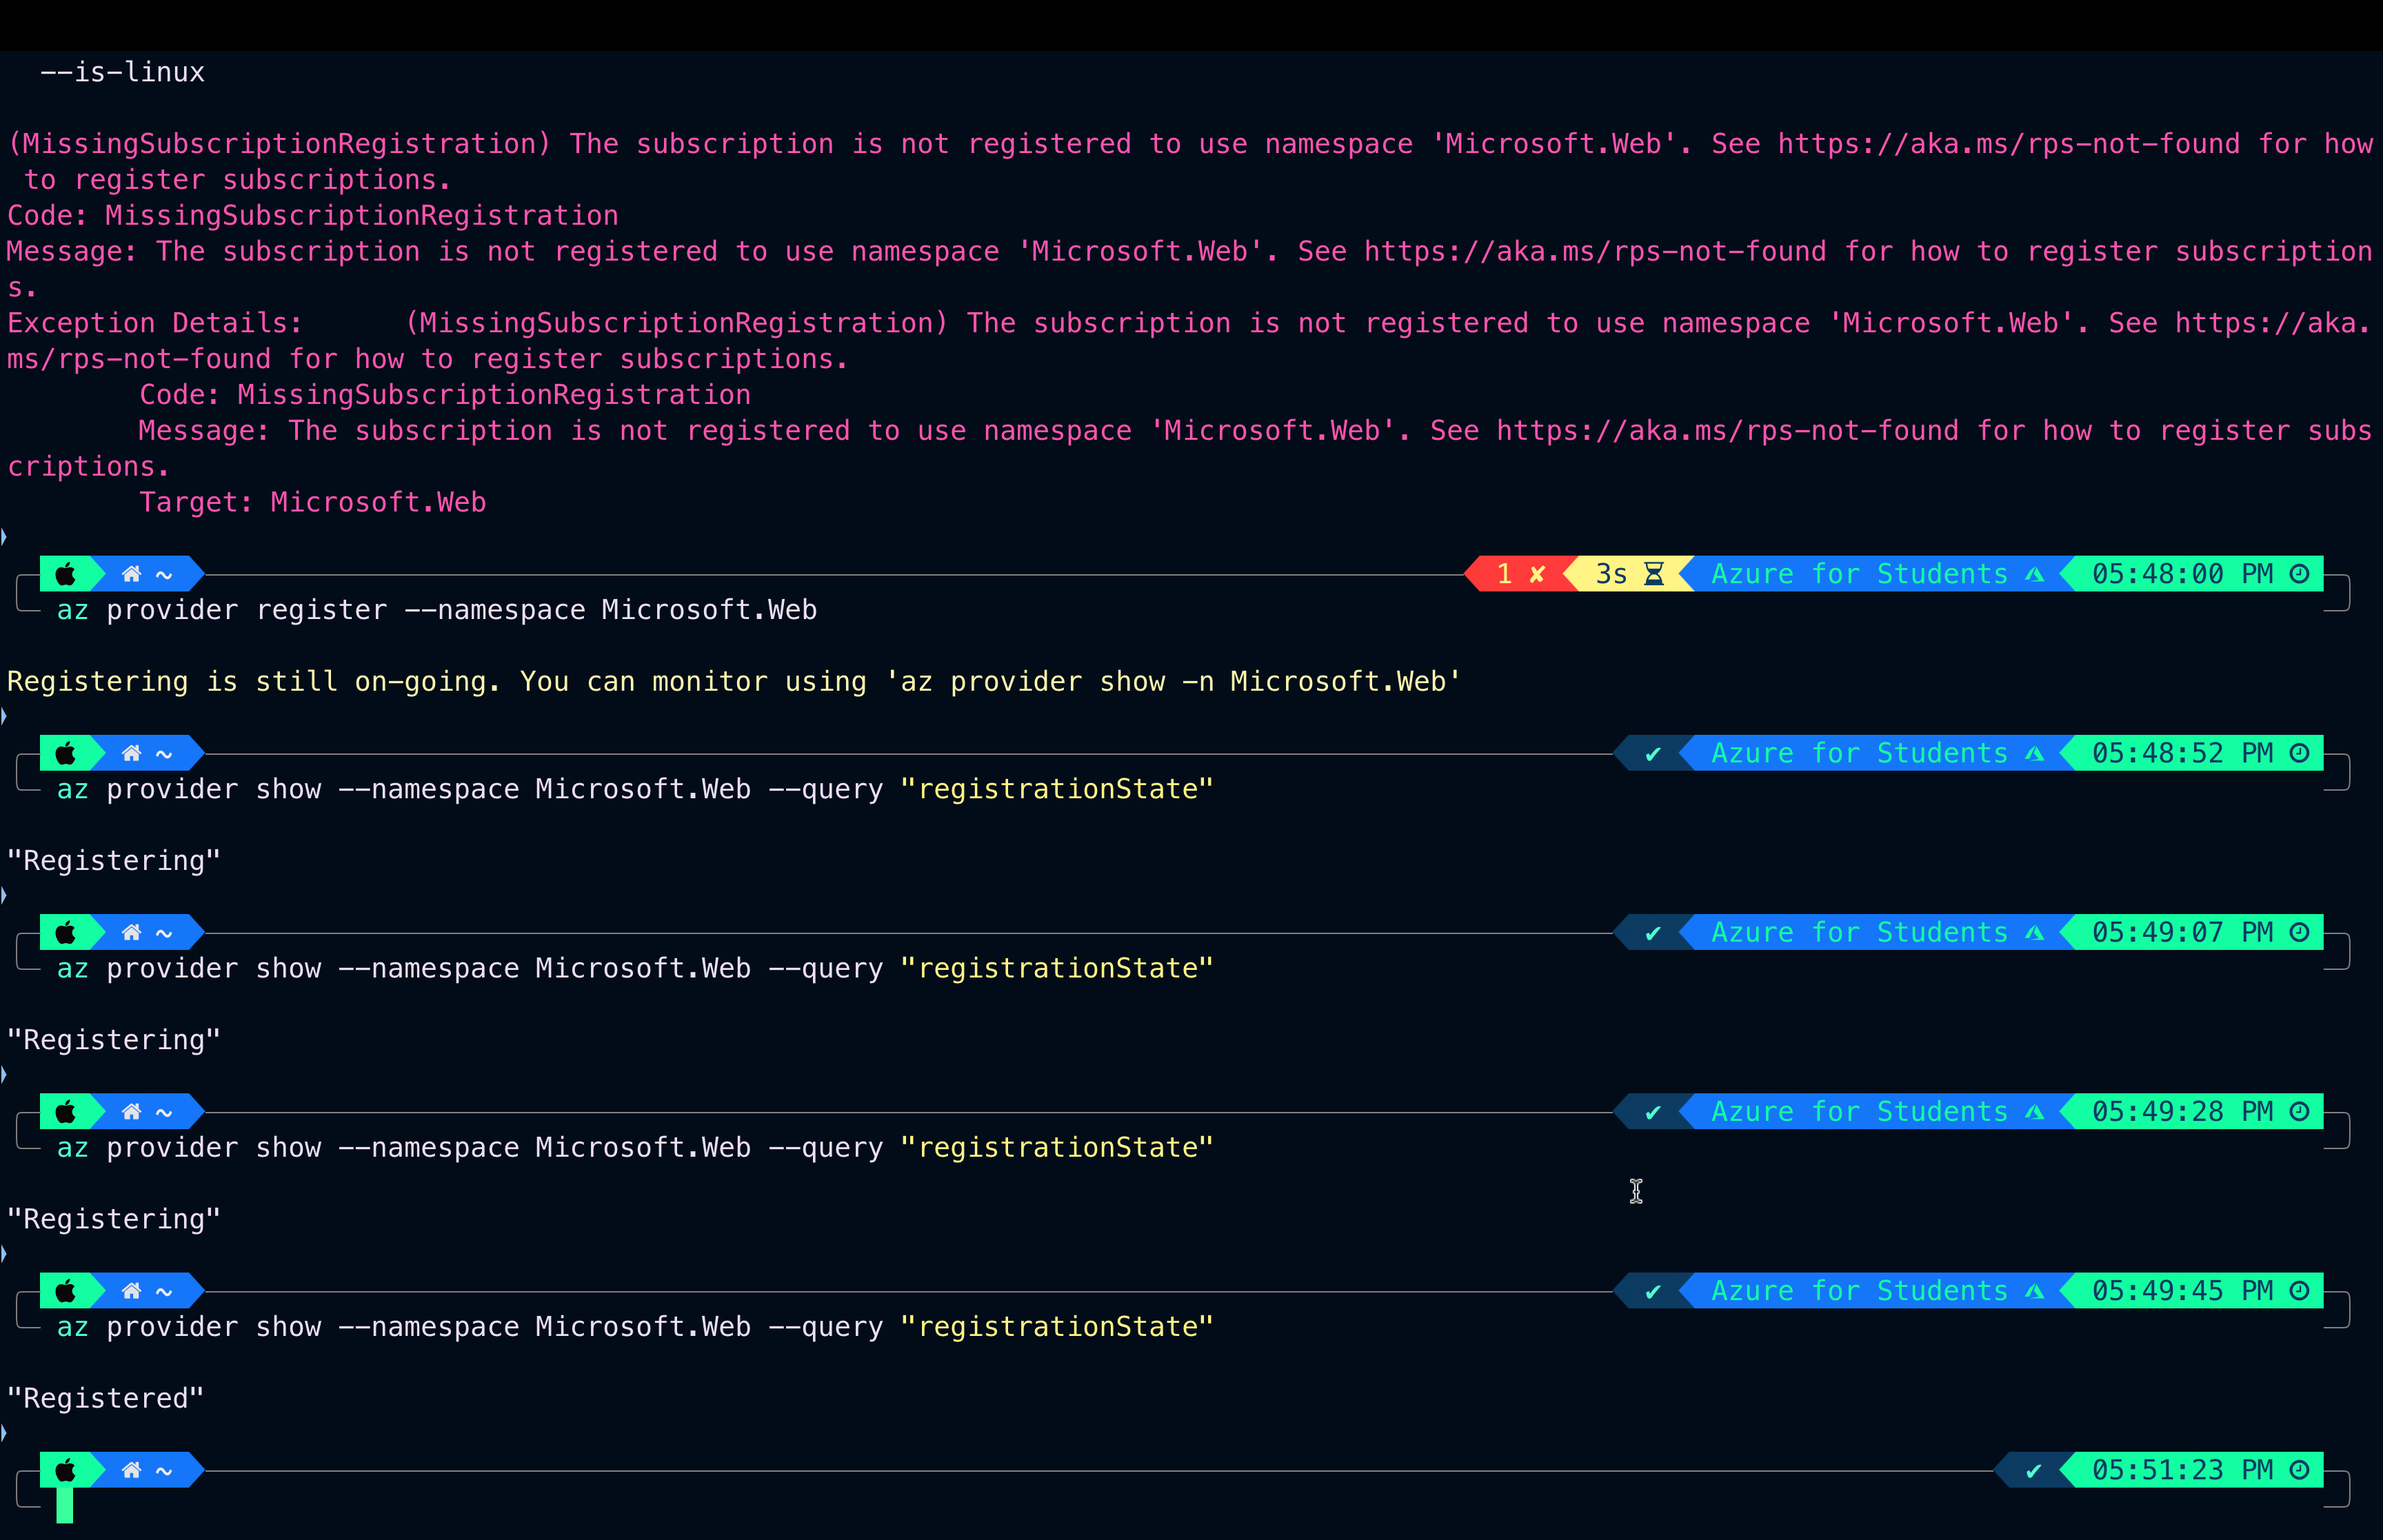 --is-linux
(MissingSubscriptionRegistration) The subscription is not registered to use namespace 'Microsoft.Web'. See https://aka.ms/rps-not-found for how
to register subscriptions.
Code: MissingSubscriptionRegistration
Message: The subscription is not registered to use namespace 'Microsoft.Web'. See https://aka.ms/rps-not-found for how to register subscription
s.
Exception Details:      (MissingSubscriptionRegistration) The subscription is not registered to use namespace 'Microsoft.Web'. See https://aka.
ms/rps-not-found for how to register subscriptions.
Code: MissingSubscriptionRegistration
Message: The subscription is not registered to use namespace 'Microsoft.Web'. See https://aka.ms/rps-not-found for how to register subs
criptions.
Target: Microsoft.Web
~ 1 ✘ 3s Azure for Students 05:48:00 PM
az provider register --namespace Microsoft.Web
Registering is still on-going. You can monitor using 'az provider show -n Microsoft.Web'
~ ✔ Azure for Students 05:48:52 PM
az provider show --namespace Microsoft.Web --query "registrationState"
"Registering"
~ ✔ Azure for Students 05:49:07 PM
az provider show --namespace Microsoft.Web --query "registrationState"
"Registering"
~ ✔ Azure for Students 05:49:28 PM
az provider show --namespace Microsoft.Web --query "registrationState"
"Registering"
~ ✔ Azure for Students 05:49:45 PM
az provider show --namespace Microsoft.Web --query "registrationState"
"Registered"
~ ✔ 05:51:23 PM